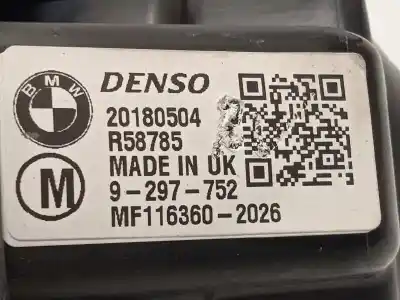 BMW DENSO
20180504
R58785
MADE IN UK
M 9-297-752
MF116360-2026